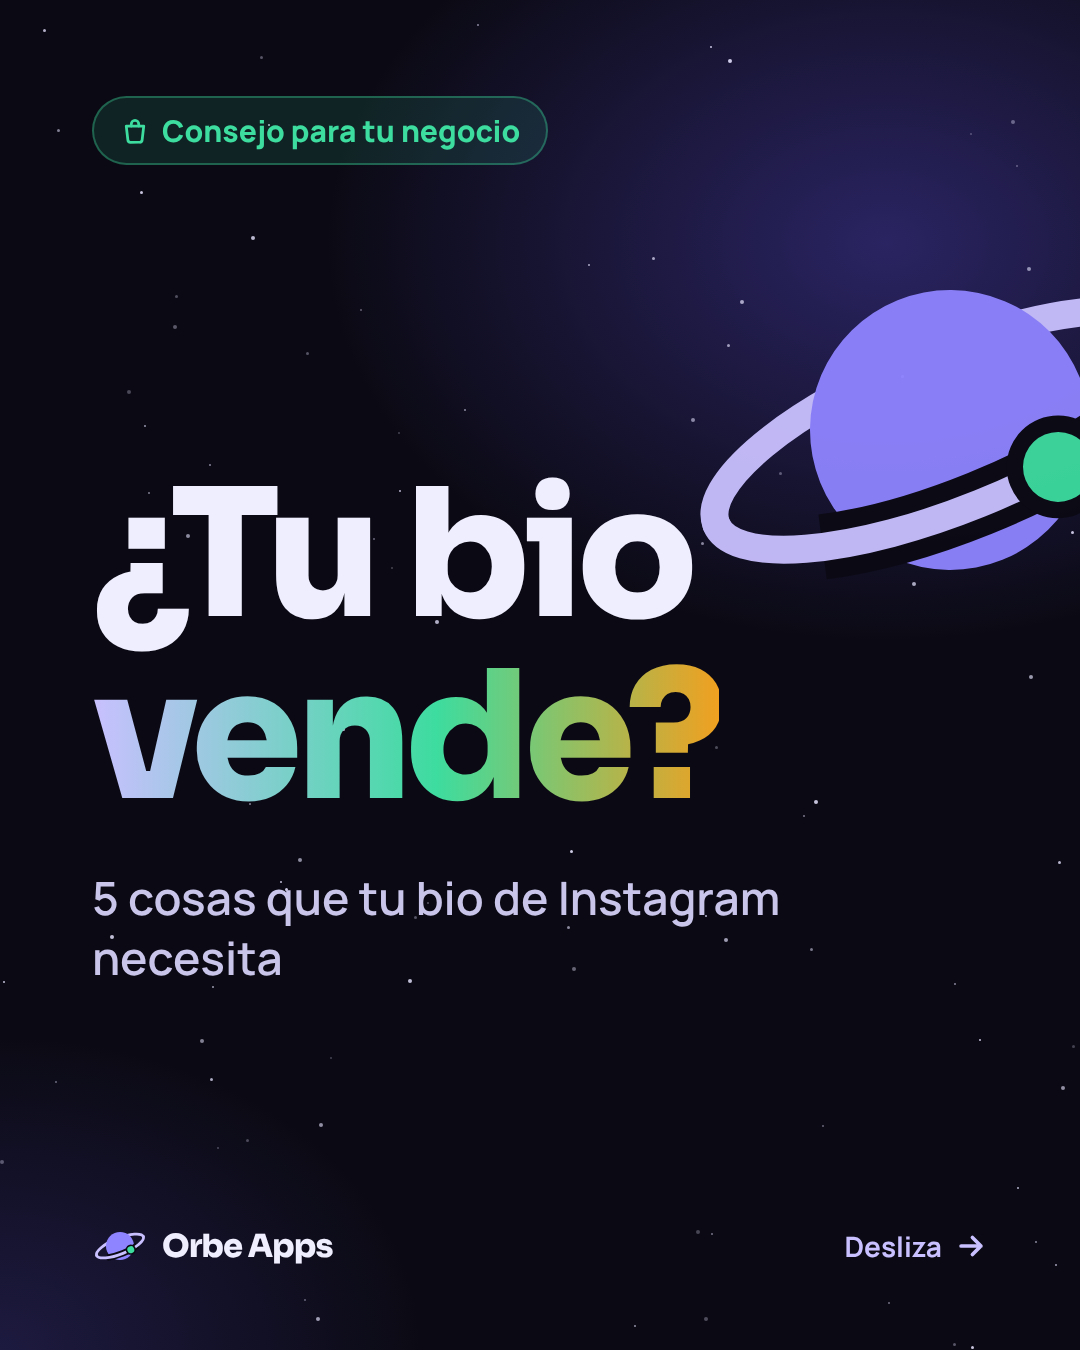 Consejo para tu negocio
¿Tu bio
vende?
5 cosas que tu bio de Instagram
necesita
Orbe Apps
Desliza →